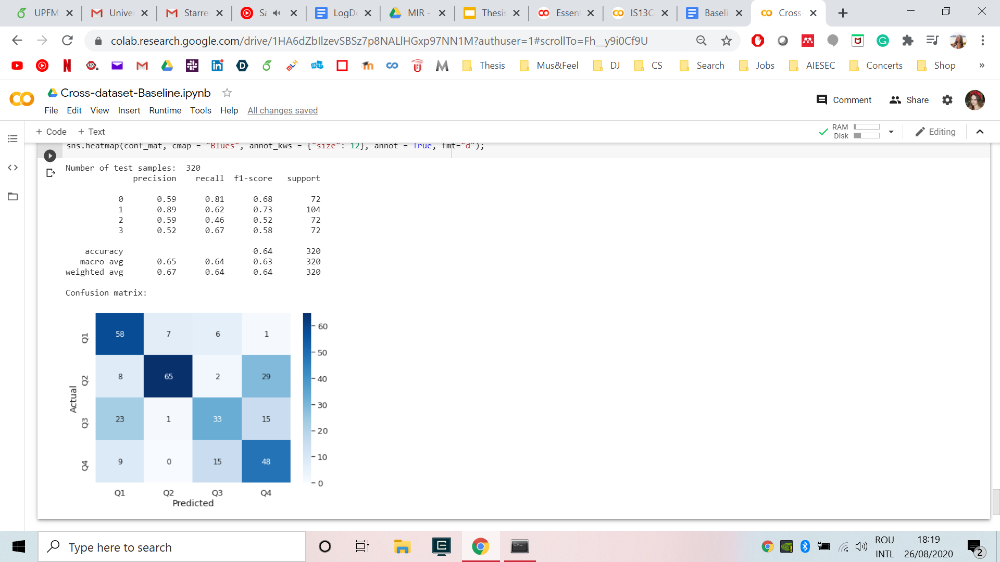 UPFM
Univer
Starre
Sa
LogDo
MIR -
Thesis
Essen
IS13C
Baseli
Cross-
colab.research.google.com/drive/1HA6dZbIIzevSBSz7p8NALlHGxp97NN1M?authuser=1#scrollTo=Fh__y9i0Cf9U
Thesis
Mus&Feel
DJ
CS
Search
Jobs
AIESEC
Concerts
Shop
»
Cross-dataset-Baseline.ipynb
Comment
Share
File Edit View Insert Runtime Tools Help All changes saved
+ Code + Text
RAM
Disk
Editing
sns.heatmap(conf_mat, cmap = "Blues", annot_kws = {"size": 12}, annot = True, fmt="d");
Number of test samples: 320
precision recall f1-score support
0 0.59 0.81 0.68 72
1 0.89 0.62 0.73 104
2 0.59 0.46 0.52 72
3 0.52 0.67 0.58 72
accuracy 0.64 320
macro avg 0.65 0.64 0.63 320
weighted avg 0.67 0.64 0.64 320
Confusion matrix:
Actual
Q1 58 7 6 1
Q2 8 65 2 29
Q3 23 1 33 15
Q4 9 0 15 48
Q1 Q2 Q3 Q4
Predicted
60
50
40
30
20
10
0
Type here to search
ROU
INTL
18:19
26/08/2020
2